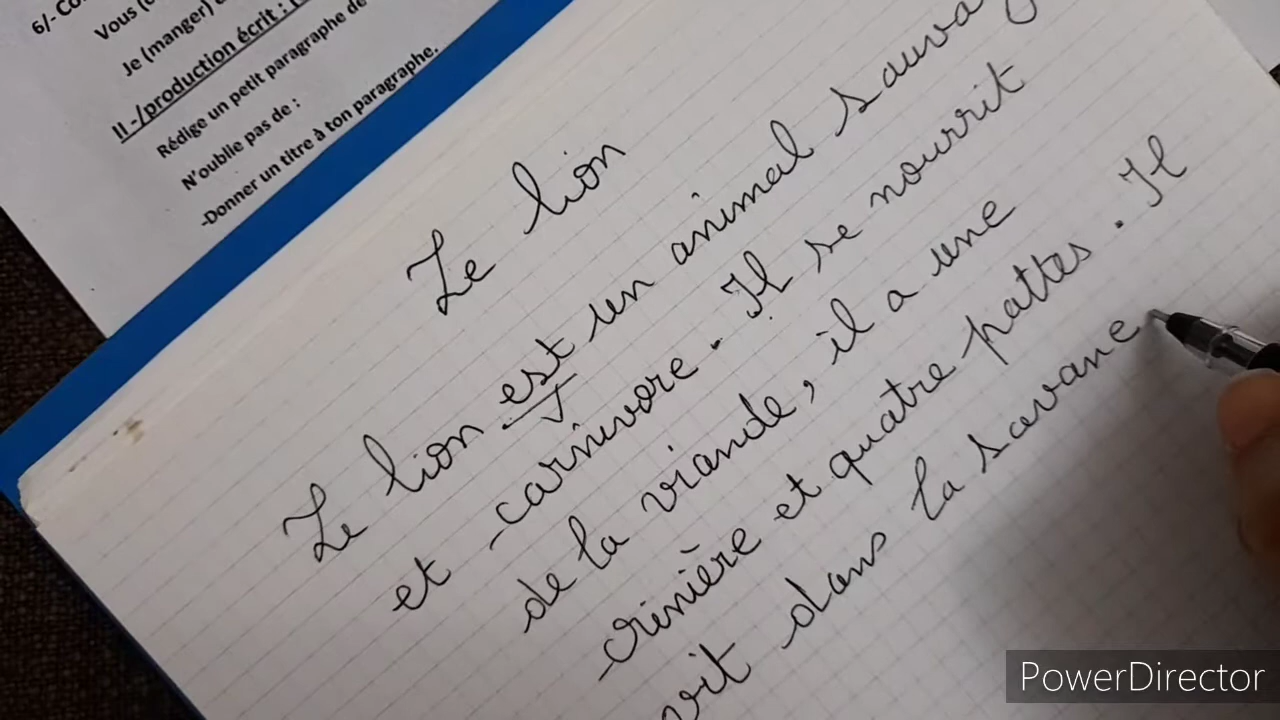 6/- Co
Vous (
Je (manger)
II -/production écrit :
Rédige un petit paragraphe de
N'oublie pas de :
-Donner un titre à ton paragraphe.
Le lion
Le lion est un animal sauvag
et carnivore. Il se nourrit
de la viande, il a une
crinière et quatre pattes. Il
vit dans la savane
PowerDirector